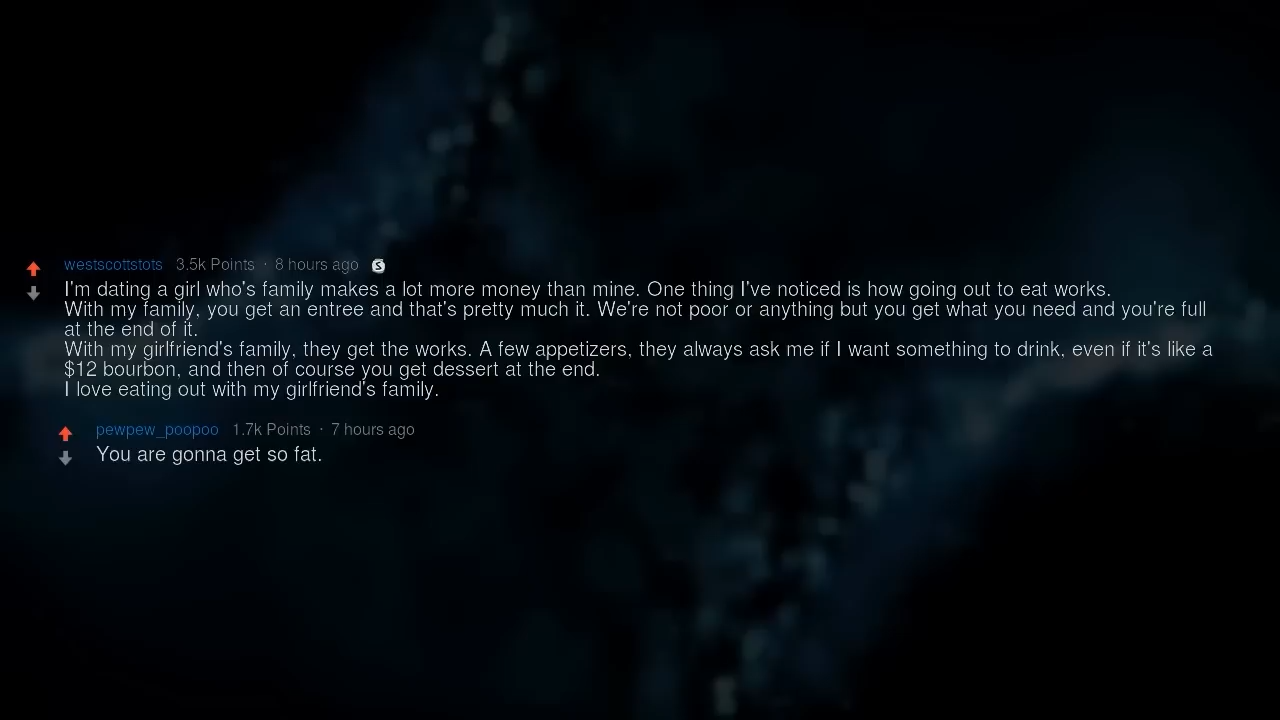 westscottstots 3.5k Points · 8 hours ago
I'm dating a girl who's family makes a lot more money than mine. One thing I've noticed is how going out to eat works.
With my family, you get an entree and that's pretty much it. We're not poor or anything but you get what you need and you're full
at the end of it.
With my girlfriend's family, they get the works. A few appetizers, they always ask me if I want something to drink, even if it's like a
$12 bourbon, and then of course you get dessert at the end.
I love eating out with my girlfriend's family.
pewpew_poopoo 1.7k Points · 7 hours ago
You are gonna get so fat.